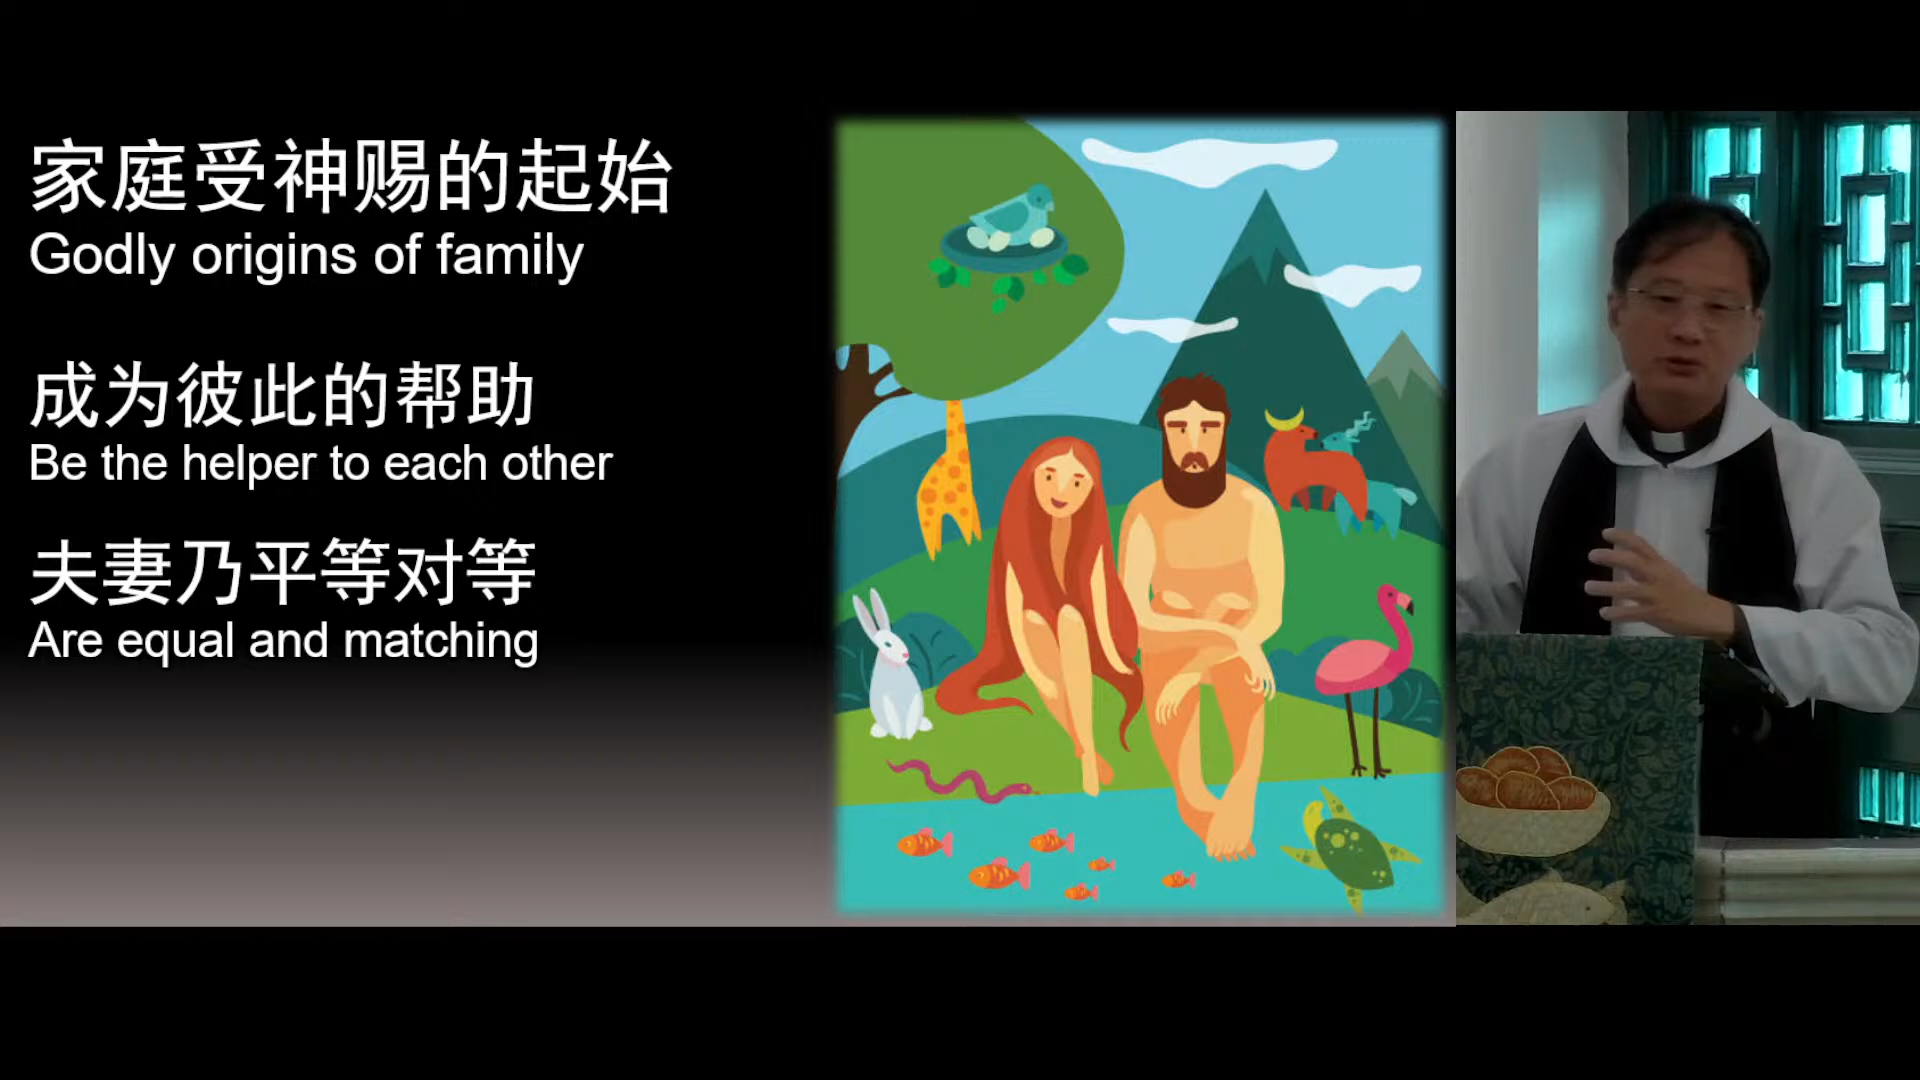 家庭受神赐的起始
Godly origins of family
成为彼此的帮助
Be the helper to each other
夫妻乃平等对等
Are equal and matching